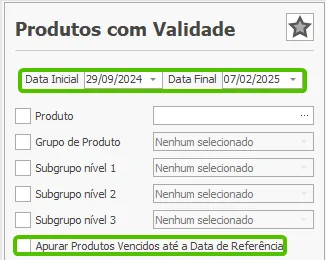 Produtos com Validade
Data Inicial 29/09/2024 Data Final 07/02/2025
Produto ...
Grupo de Produto Nenhum selecionado
Subgrupo nível 1 Nenhum selecionado
Subgrupo nível 2 Nenhum selecionado
Subgrupo nível 3 Nenhum selecionado
Apurar Produtos Vencidos até a Data de Referência